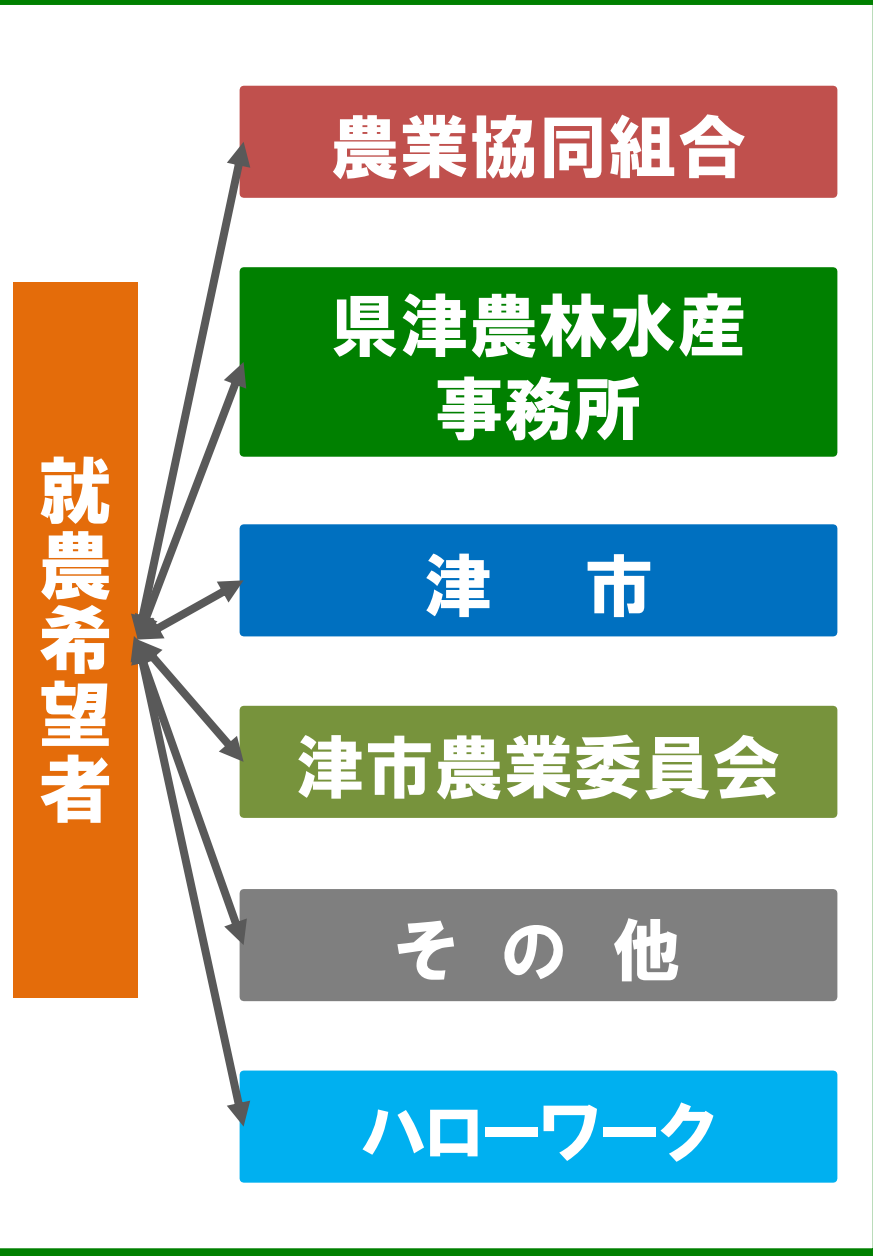 就農希望者
農業協同組合
県津農林水産
事務所
津　市
津市農業委員会
そ の 他
ハローワーク